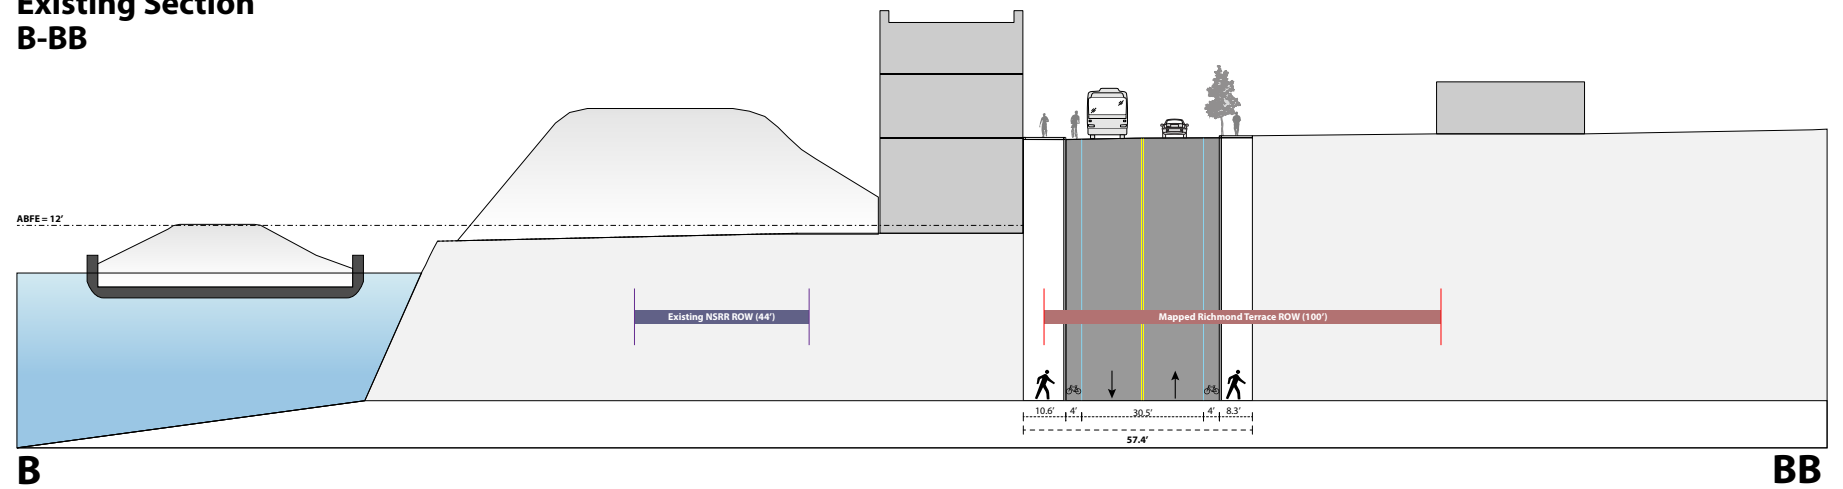 Existing Section
B-BB
ABFE = 12'
Existing NSRR ROW (44')
Mapped Richmond Terrace ROW (100')
10.6' 4' 30.5' 4' 8.3'
57.4'
B BB